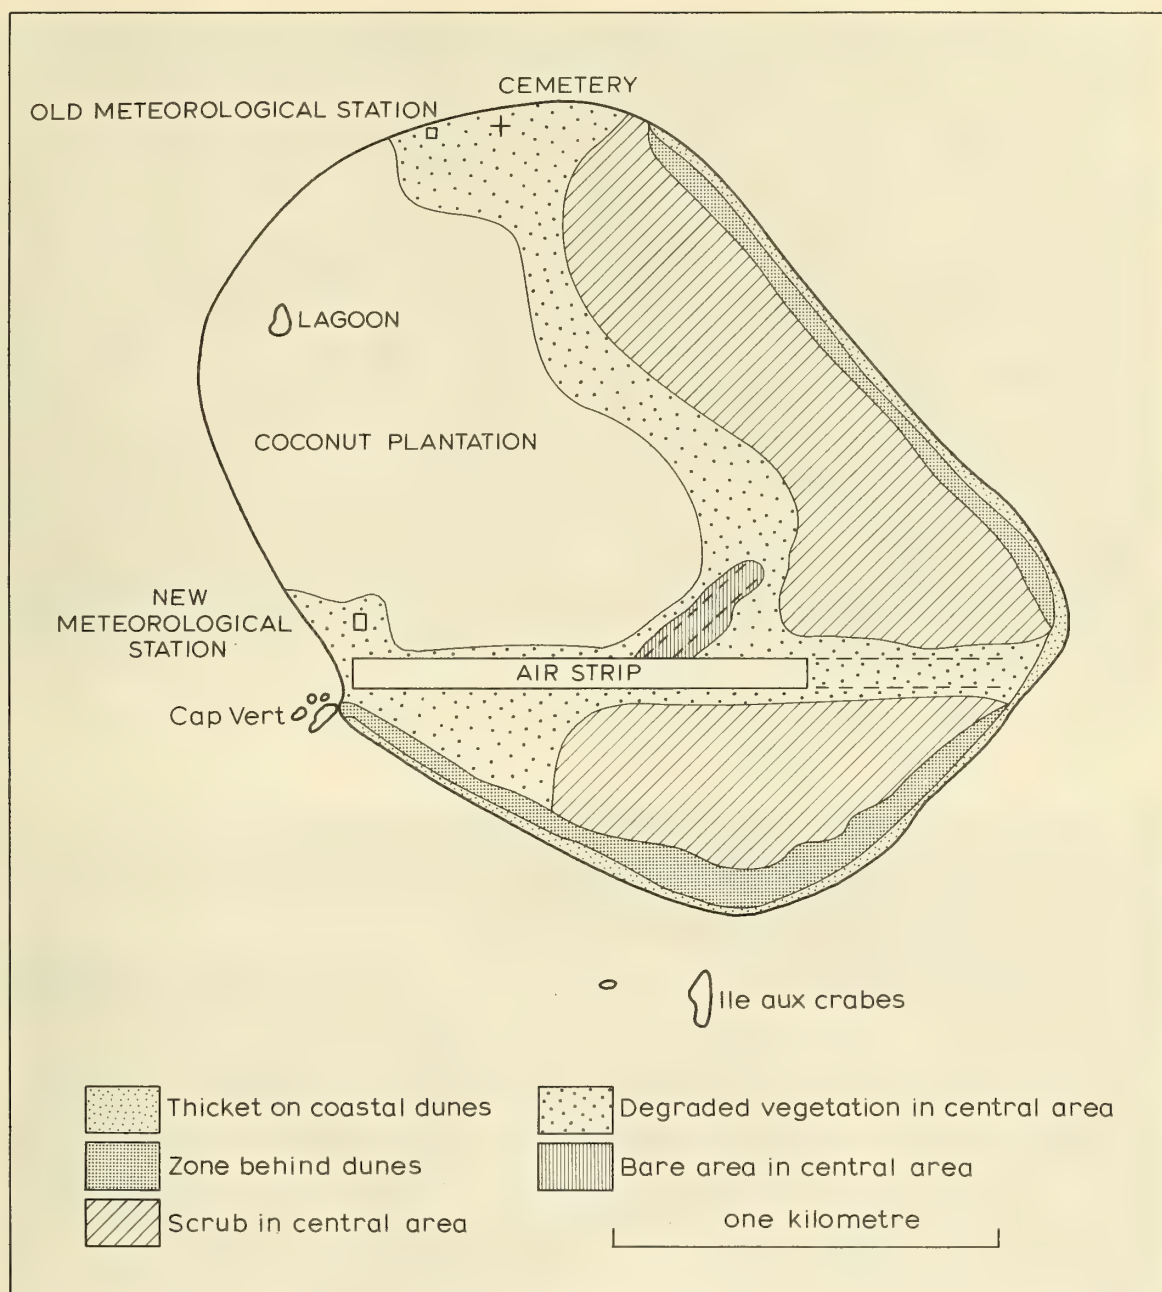 CEMETERY
OLD METEOROLOGICAL STATION
LAGOON
COCONUT PLANTATION
NEW
METEOROLOGICAL
STATION
AIR STRIP
Cap Vert
Ile aux crabes
Thicket on coastal dunes
Degraded vegetation in central area
Zone behind dunes
Bare area in central area
Scrub in central area
one kilometre